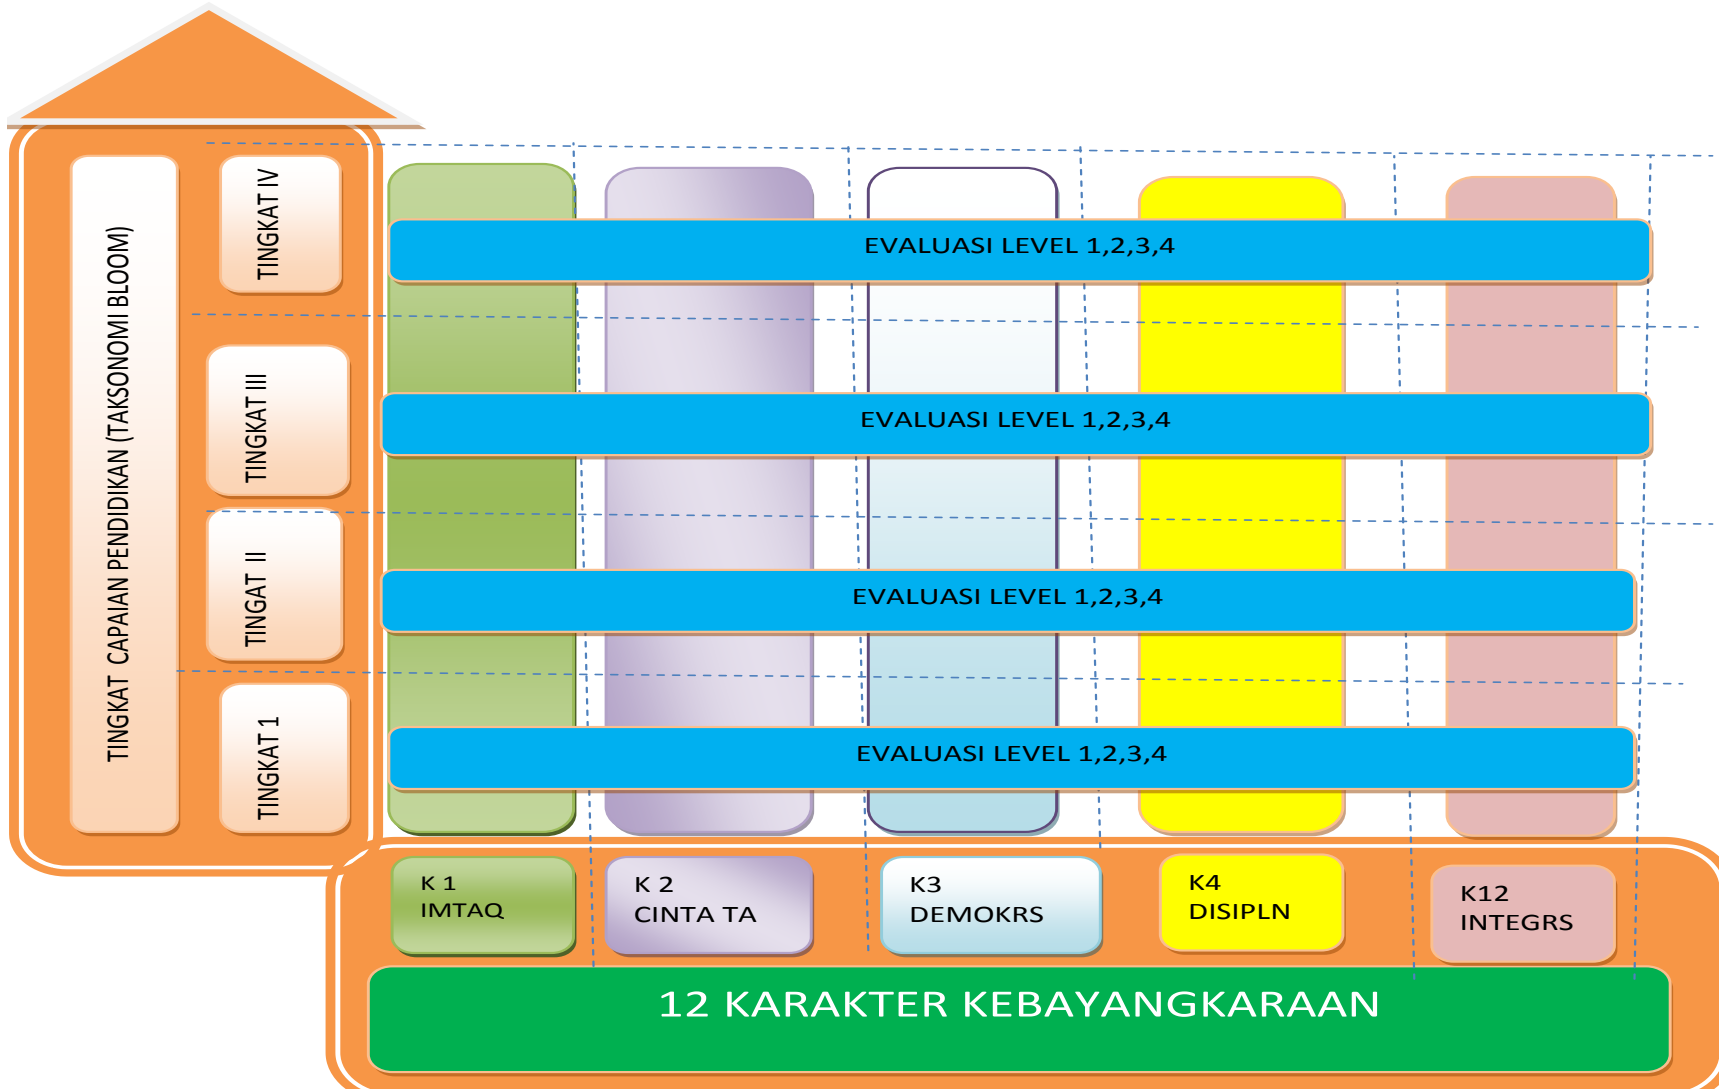 TINGKAT CAPAIAN PENDIDIKAN (TAKSONOMI BLOOM)
TINGKAT IV
EVALUASI LEVEL 1,2,3,4
TINGKAT III
EVALUASI LEVEL 1,2,3,4
TINGAT II
EVALUASI LEVEL 1,2,3,4
TINGKAT 1
EVALUASI LEVEL 1,2,3,4
K 1
IMTAQ
K 2
CINTA TA
K3
DEMOKRS
K4
DISIPLN
K12
INTEGRS
12 KARAKTER KEBAYANGKARAAN